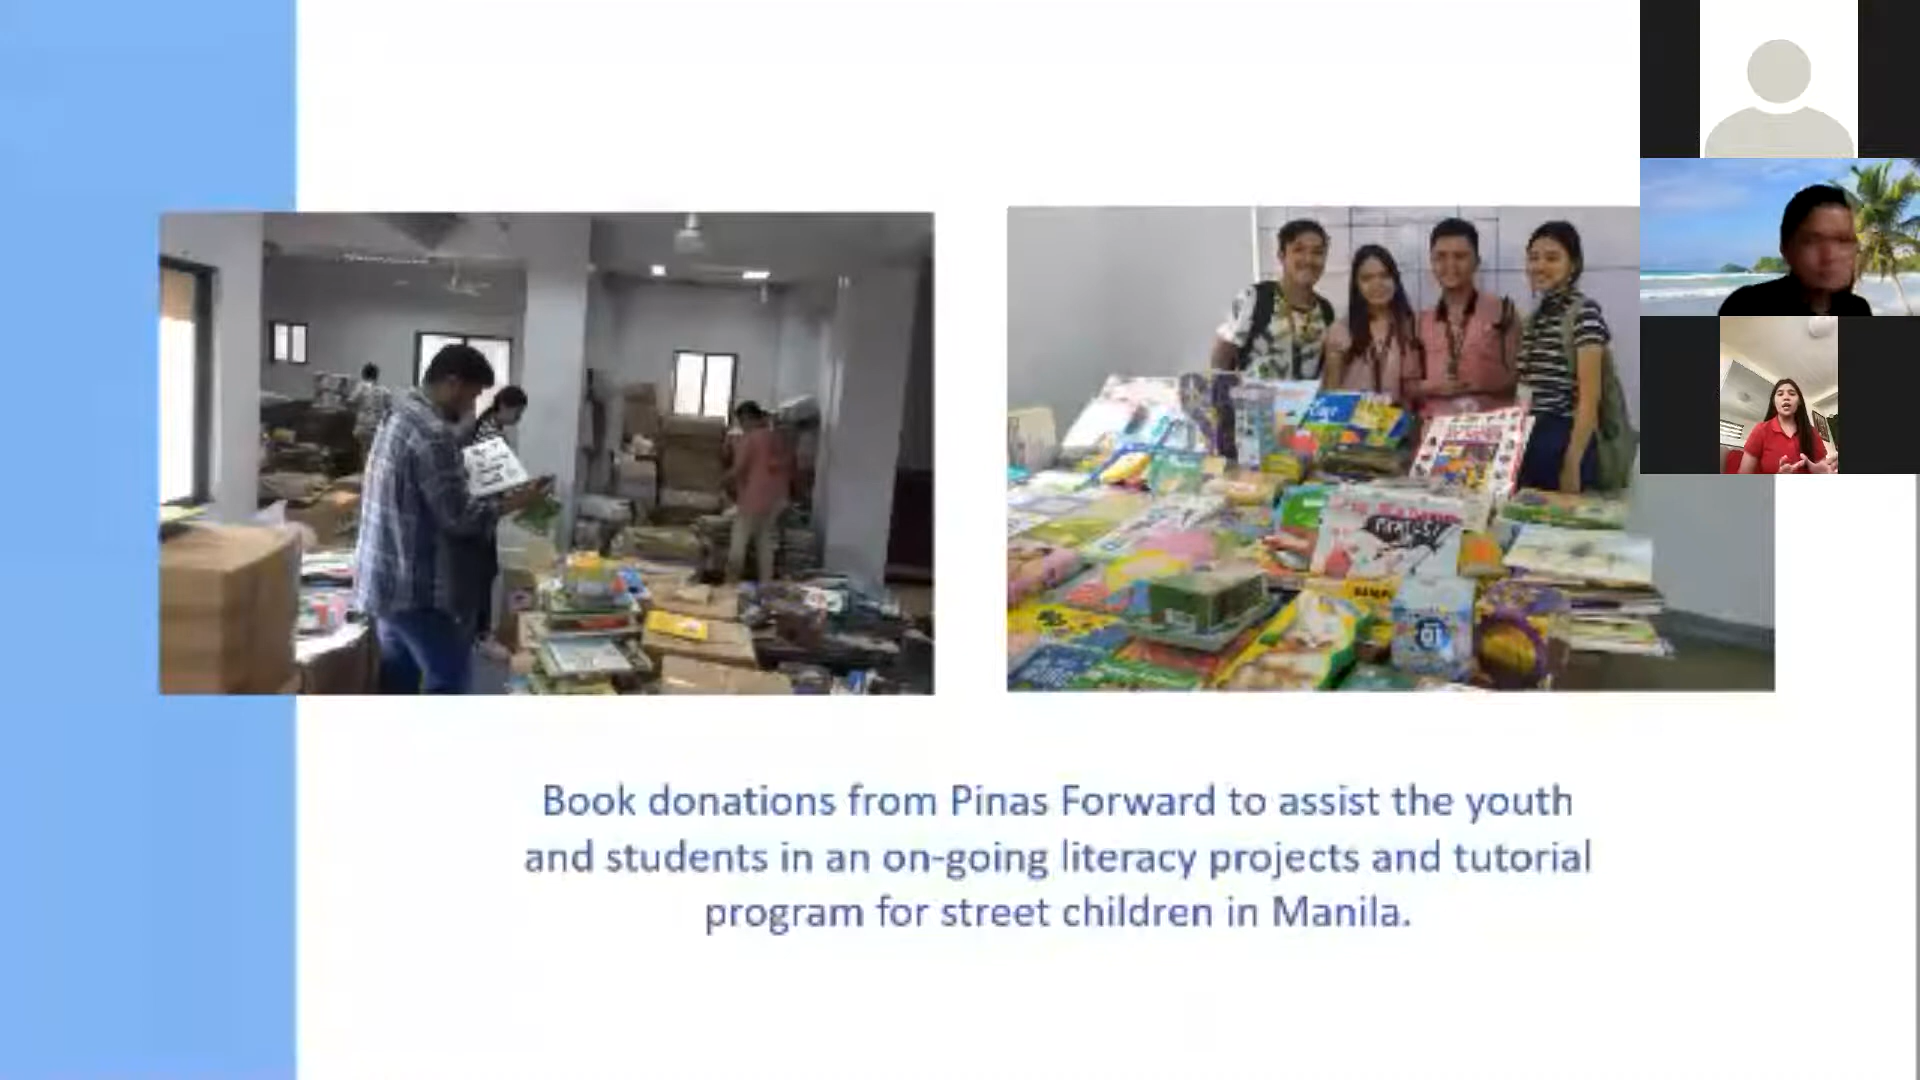 Book donations from Pinas Forward to assist the youth
and students in an on-going literacy projects and tutorial
program for street children in Manila.